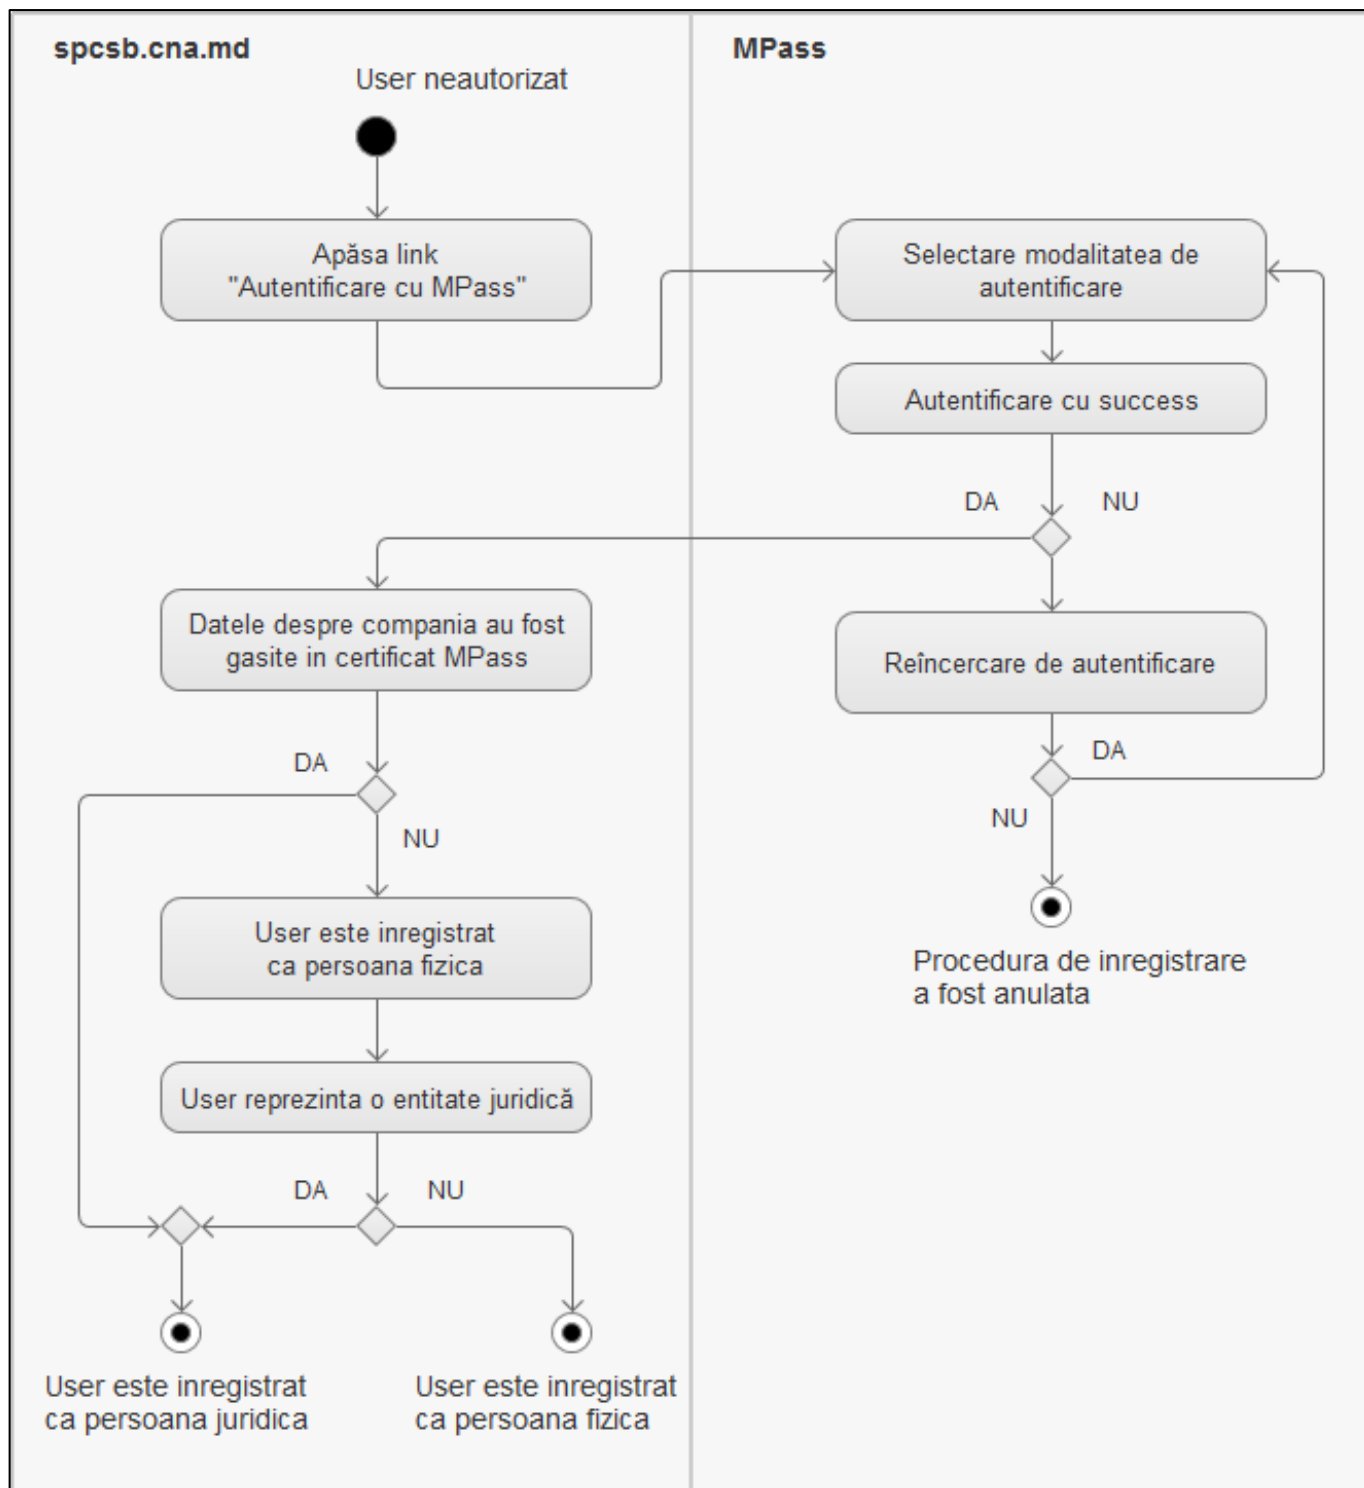 spcsb.cna.md
MPass
User neautorizat
Apăsa link
"Autentificare cu MPass"
Selectare modalitatea de
autentificare
Autentificare cu success
DA
NU
Datele despre compania au fost
gasite in certificat MPass
Reîncercare de autentificare
DA
NU
DA
NU
User este inregistrat
ca persoana fizica
Procedura de inregistrare
a fost anulata
User reprezinta o entitate juridică
DA
NU
User este inregistrat
ca persoana juridica
User este inregistrat
ca persoana fizica